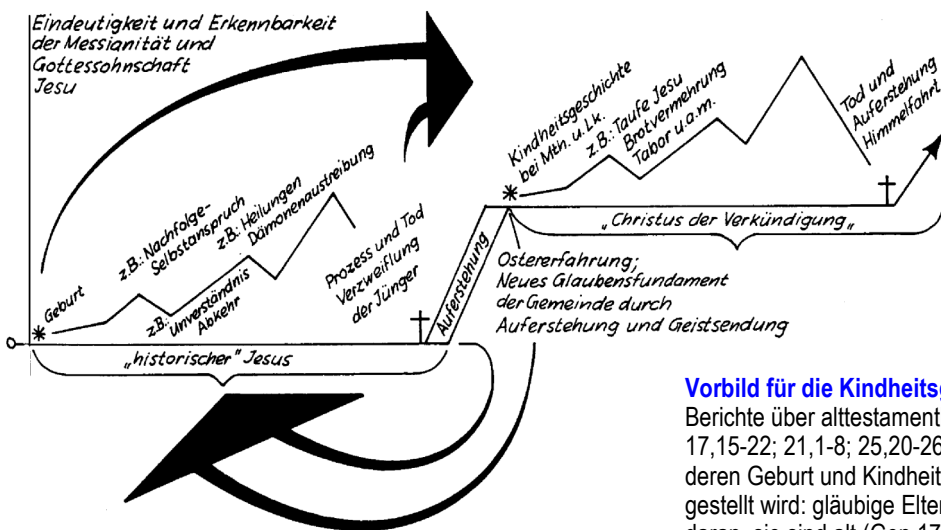 Eindeutigkeit und Erkennbarkeit
der Messianität und
Gottessohnschaft
Jesu
Geburt
z.B.: Nachfolge-
Selbstanspruch
z.B.:
Unverständnis
Abkehr
z.B.: Heilungen
Dämonenaustreibung
Prozess und Tod
Verzweiflung
der Jünger
0
„historischer" Jesus
Auferstehung
Kindheitsgeschichte
bei Mth. u. Lk.
z.B.: Taufe Jesu
Brotvermehrung
Tabor u.a.m.
Tod und
Auferstehung
Himmelfahrt
„Christus der Verkündigung„
Ostererfahrung;
Neues Glaubensfundament
der Gemeinde durch
Auferstehung und Geistsendung
Vorbild für die Kindheitsg
Berichte über alttestament
17,15-22; 21,1-8; 25,20-26
deren Geburt und Kindheit
gestellt wird: gläubige Elter